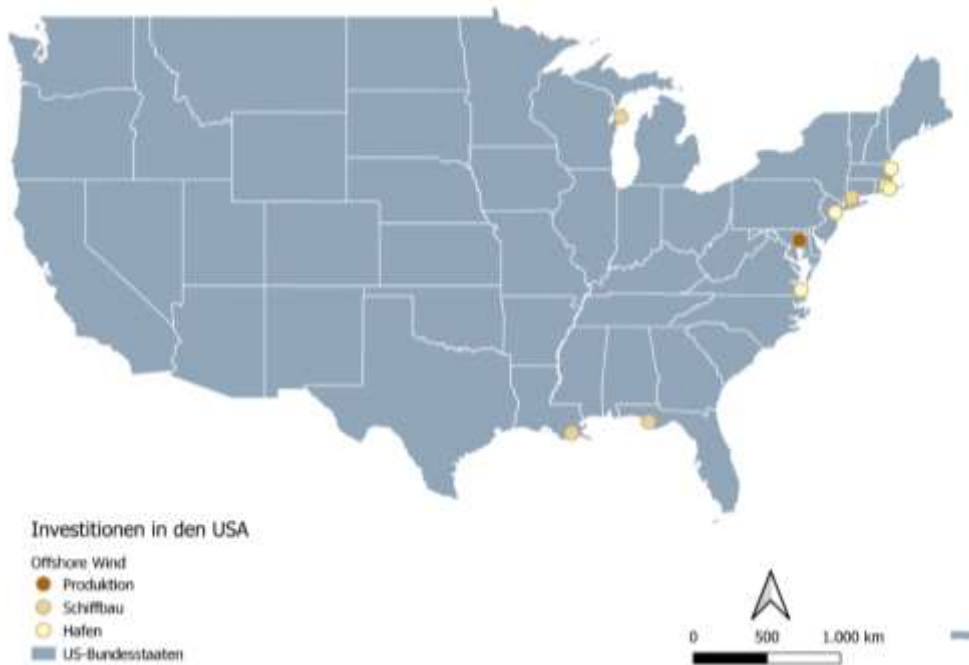 Investitionen in den USA
Offshore Wind
Produktion
Schiffbau
Hafen
US-Bundesstaaten
0 500 1.000 km